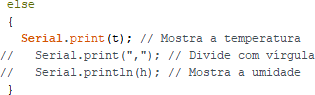 else
{
Serial.print(t); // Mostra a temperatura
// Serial.print(","); // Divide com vírgula
// Serial.println(h); // Mostra a umidade
}